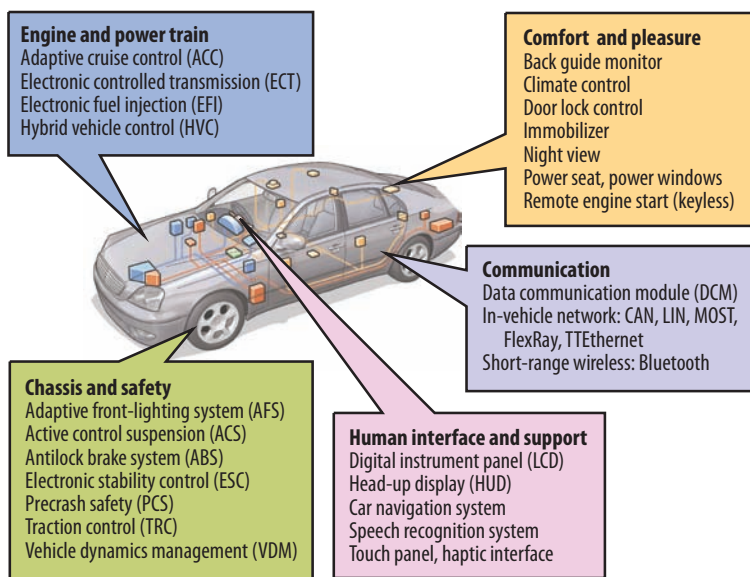 Engine and power train
Adaptive cruise control (ACC)
Electronic controlled transmission (ECT)
Electronic fuel injection (EFI)
Hybrid vehicle control (HVC)
Comfort and pleasure
Back guide monitor
Climate control
Door lock control
Immobilizer
Night view
Power seat, power windows
Remote engine start (keyless)
Communication
Data communication module (DCM)
In-vehicle network: CAN, LIN, MOST,
FlexRay, TTEthernet
Short-range wireless: Bluetooth
Chassis and safety
Adaptive front-lighting system (AFS)
Active control suspension (ACS)
Antilock brake system (ABS)
Electronic stability control (ESC)
Precrash safety (PCS)
Traction control (TRC)
Vehicle dynamics management (VDM)
Human interface and support
Digital instrument panel (LCD)
Head-up display (HUD)
Car navigation system
Speech recognition system
Touch panel, haptic interface